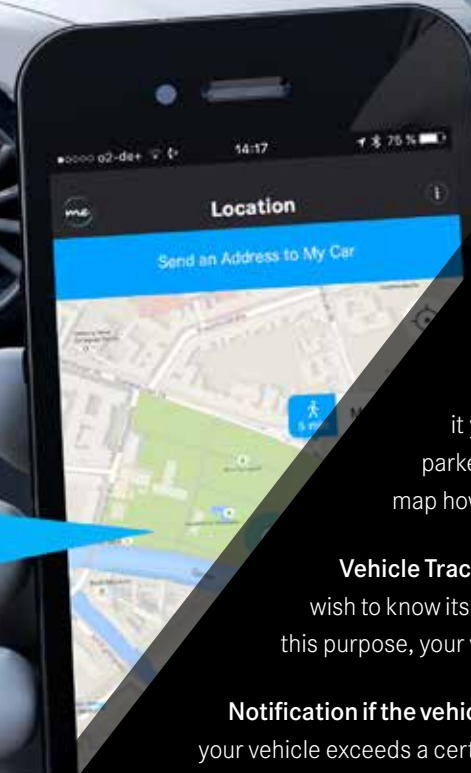 o2-de+
14:17
75 %
me
Location
i
Send an Address to My Car
5 min
it
parke
map how
Vehicle Trac
wish to know its
this purpose, your
Notification if the vehic
your vehicle exceeds a cert